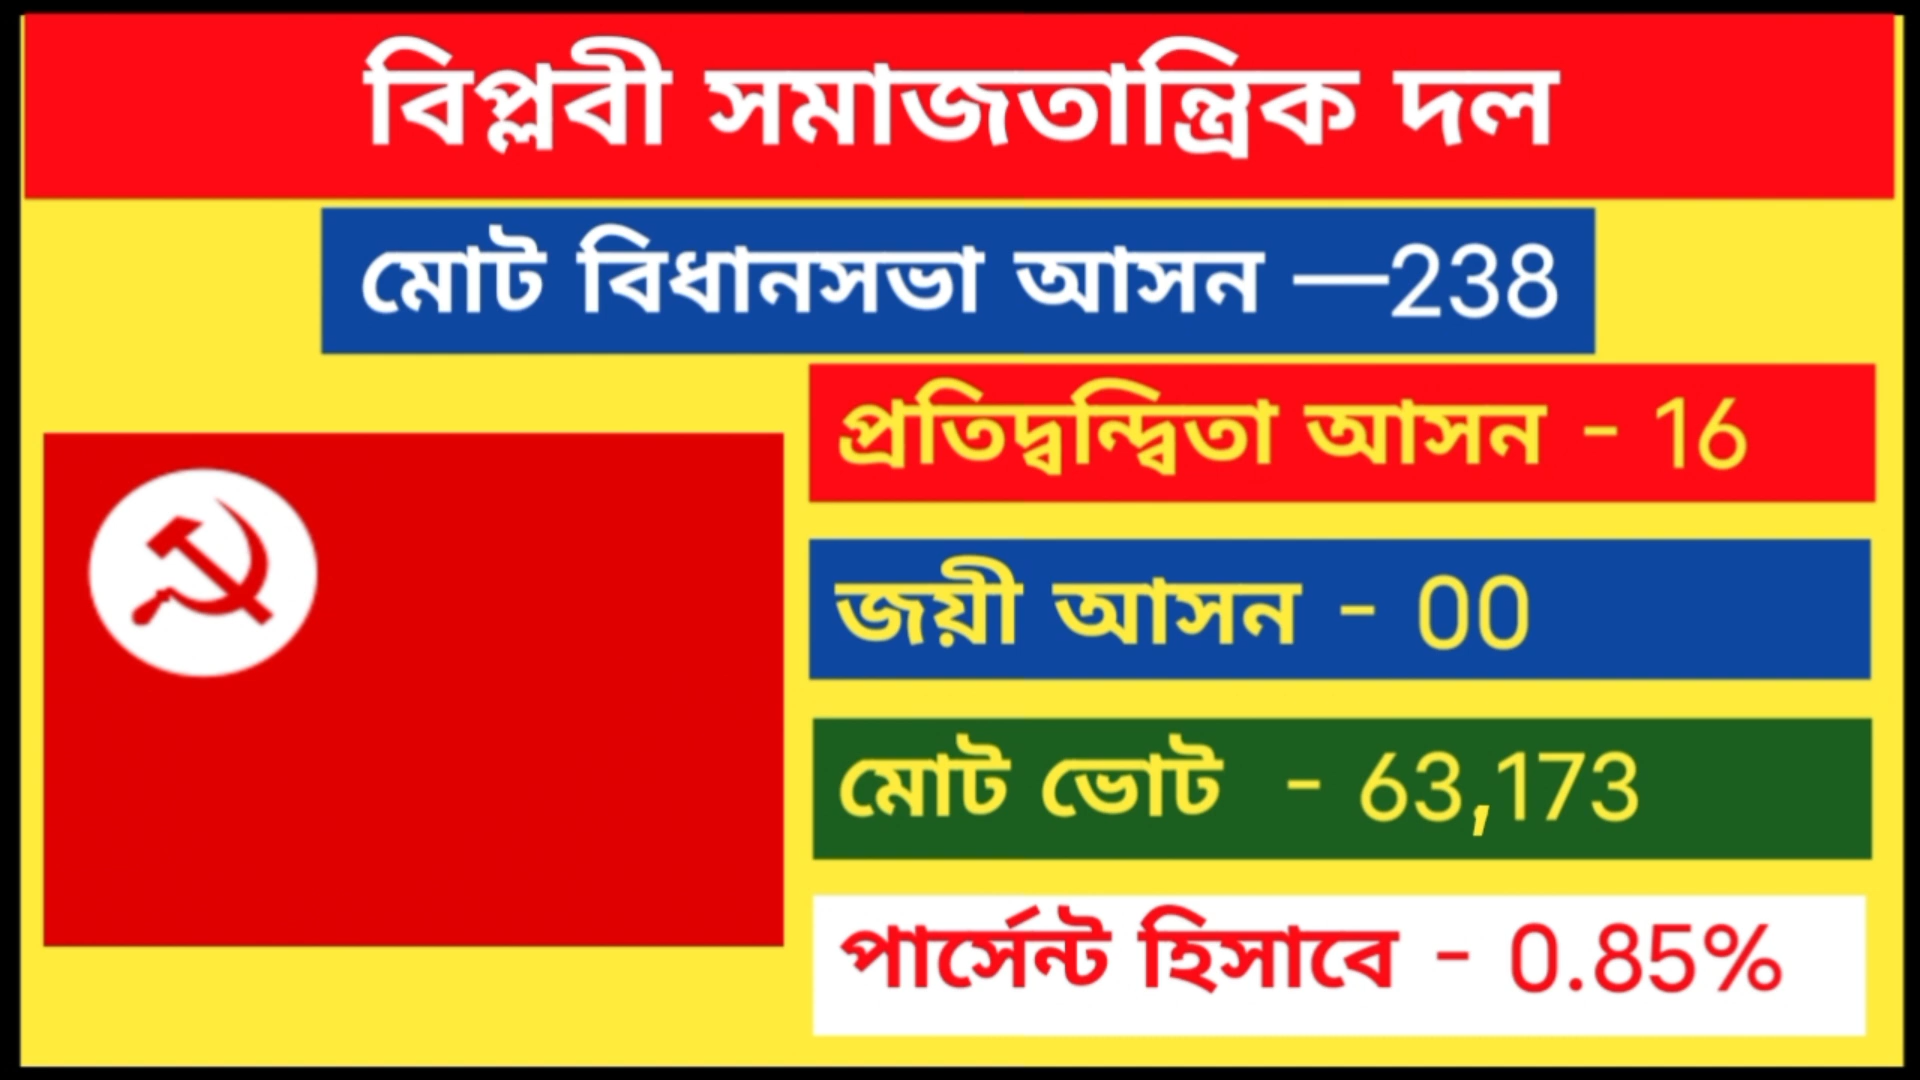 বিপ্লবী সমাজতান্ত্রিক দল
মোট বিধানসভা আসন —238
প্রতিদ্বন্দ্বিতা আসন - 16
জয়ী আসন - 00
মোট ভোট - 63,173
পার্সেন্ট হিসাবে - 0.85%